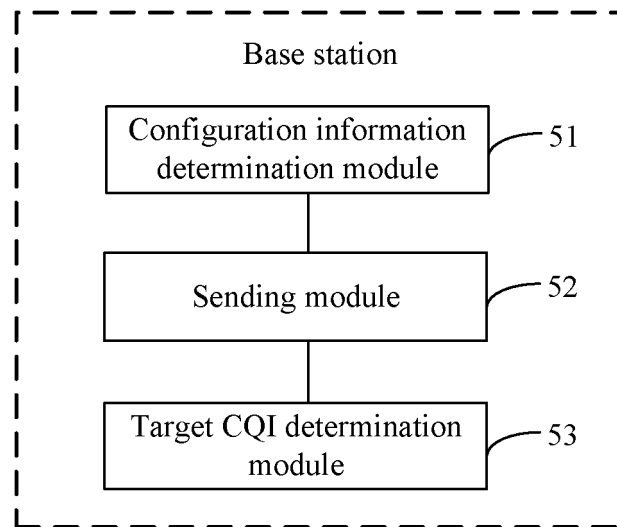 Base station
Configuration information
determination module
51
Sending module
52
Target CQI determination
module
53